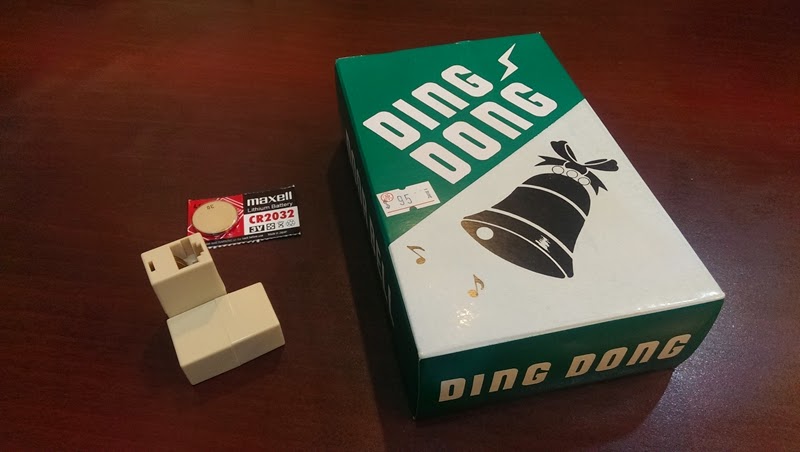 DING
DONG
$ 95
DING DONG
maxell
Lithium Battery
CR2032
3V